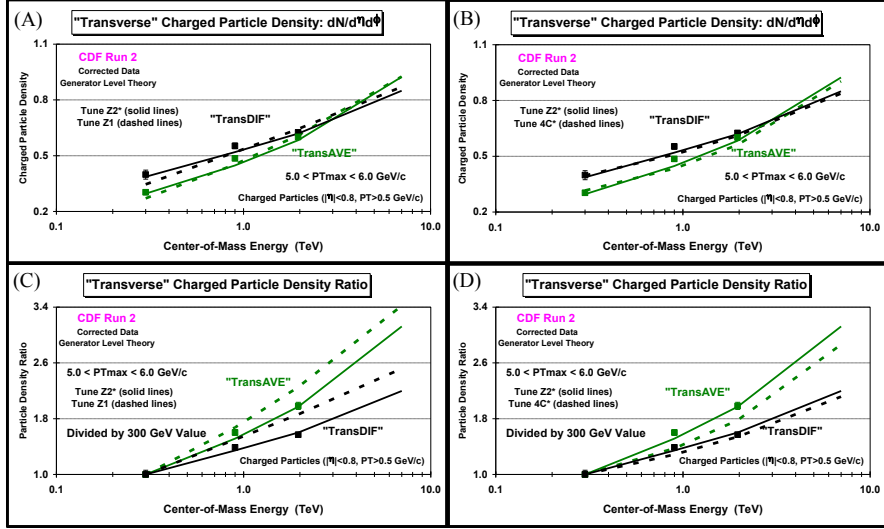 (A)
"Transverse" Charged Particle Density: dN/dηdϕ
1.1
0.8
0.5
0.2
Charged Particle Density
CDF Run 2
Corrected Data
Generator Level Theory
Tune Z2* (solid lines)
Tune Z1 (dashed lines)
"TransDIF"
"TransAVE"
5.0 < PTmax < 6.0 GeV/c
Charged Particles (|η|<0.8, PT>0.5 GeV/c)
0.1
1.0
10.0
Center-of-Mass Energy (TeV)
(B)
"Transverse" Charged Particle Density: dN/dηdϕ
1.1
0.8
0.5
0.2
Charged Particle Density
CDF Run 2
Corrected Data
Generator Level Theory
Tune Z2* (solid lines)
Tune 4C* (dashed lines)
"TransDIF"
"TransAVE"
5.0 < PTmax < 6.0 GeV/c
Charged Particles (|η|<0.8, PT>0.5 GeV/c)
0.1
1.0
10.0
Center-of-Mass Energy (TeV)
(C)
"Transverse" Charged Particle Density Ratio
3.4
2.6
1.8
1.0
Particle Density Ratio
CDF Run 2
Corrected Data
Generator Level Theory
5.0 < PTmax < 6.0 GeV/c
Tune Z2* (solid lines)
Tune Z1 (dashed lines)
"TransAVE"
Divided by 300 GeV Value
"TransDIF"
Charged Particles (|η|<0.8, PT>0.5 GeV/c)
0.1
1.0
10.0
Center-of-Mass Energy (TeV)
(D)
"Transverse" Charged Particle Density Ratio
3.4
2.6
1.8
1.0
Particle Density Ratio
CDF Run 2
Corrected Data
Generator Level Theory
5.0 < PTmax < 6.0 GeV/c
Tune Z2* (solid lines)
Tune 4C* (dashed lines)
"TransAVE"
Divided by 300 GeV Value
"TransDIF"
Charged Particles (|η|<0.8, PT>0.5 GeV/c)
0.1
1.0
10.0
Center-of-Mass Energy (TeV)